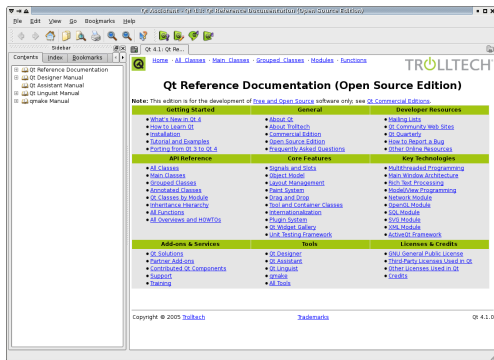 Qt Assistant - Qt 4.1: Qt Reference Documentation (Open Source Edition)
File Edit View Go Bookmarks Help
Sidebar
Contents Index Bookmarks
Qt Reference Documentation
Qt Designer Manual
Qt Assistant Manual
Qt Linguist Manual
qmake Manual
Qt 4.1: Qt Re...
Home · All Classes · Main Classes · Grouped Classes · Modules · Functions
TROLLTECH
Qt Reference Documentation (Open Source Edition)
Note: This edition is for the development of Free and Open Source software only; see Qt Commercial Editions.
Getting Started
What's New in Qt 4
How to Learn Qt
Installation
Tutorial and Examples
Porting from Qt 3 to Qt 4
General
About Qt
About Trolltech
Commercial Edition
Open Source Edition
Frequently Asked Questions
Developer Resources
Mailing Lists
Qt Community Web Sites
Qt Quarterly
How to Report a Bug
Other Online Resources
API Reference
All Classes
Main Classes
Grouped Classes
Annotated Classes
Qt Classes by Module
Inheritance Hierarchy
All Functions
All Overviews and HOWTOs
Core Features
Signals and Slots
Object Model
Layout Management
Paint System
Drag and Drop
Tool and Container Classes
Internationalization
Plugin System
Qt Widget Gallery
Unit Testing Framework
Key Technologies
Multithreaded Programming
Main Window Architecture
Rich Text Processing
Model/View Programming
Network Module
OpenGL Module
SQL Module
SVG Module
XML Module
ActiveQt Framework
Add-ons & Services
Qt Solutions
Partner Add-ons
Contributed Qt Components
Support
Training
Tools
Qt Designer
Qt Assistant
Qt Linguist
qmake
All Tools
Licenses & Credits
GNU General Public License
Third-Party Licenses Used in Qt
Other Licenses Used in Qt
Credits
Copyright © 2005 Trolltech Trademarks Qt 4.1.0